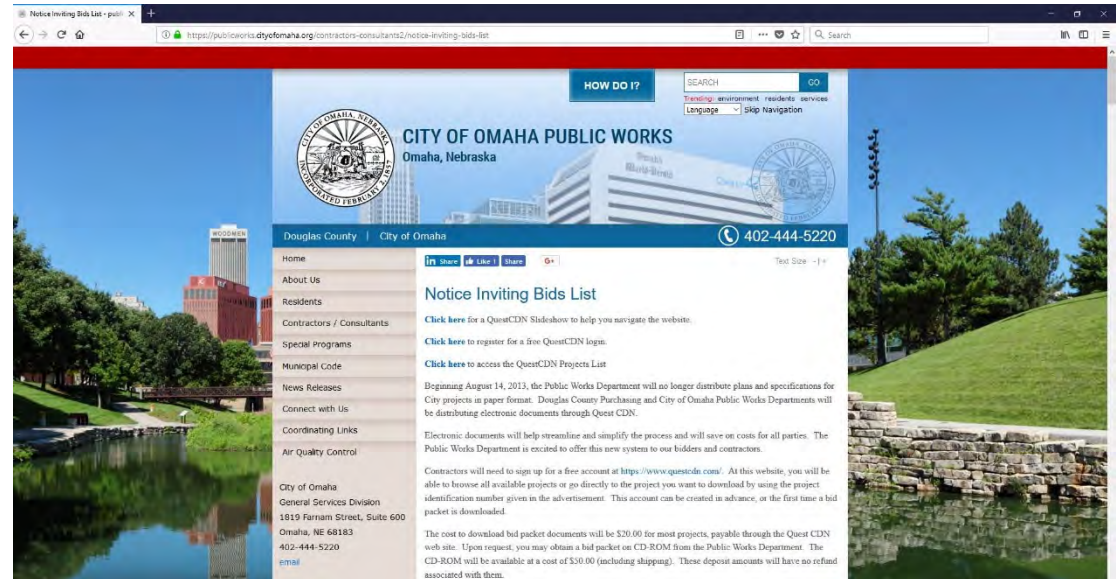 Notice Inviting Bids List - publi
https://publicworks.cityofomaha.org/contractors-consultants2/notice-inviting-bids-list
Search
HOW DO I?
SEARCH
GO
Trending: environment residents services
Language
Skip Navigation
CITY OF OMAHA, NEBRASKA
INCORPORATED FEBRUARY 2, 1857
CITY OF OMAHA PUBLIC WORKS
Omaha, Nebraska
Omaha
World-Herald
WOODMEN
Douglas County | City of Omaha
402-444-5220
Home
About Us
Residents
Contractors / Consultants
Special Programs
Municipal Code
News Releases
Connect with Us
Coordinating Links
Air Quality Control
City of Omaha
General Services Division
1819 Farnam Street, Suite 600
Omaha, NE 68183
402-444-5220
email
in Share Like 1 Share G+
Text Size - | +
Notice Inviting Bids List
Click here for a QuestCDN Slideshow to help you navigate the website.
Click here to register for a free QuestCDN login.
Click here to access the QuestCDN Projects List
Beginning August 14, 2013, the Public Works Department will no longer distribute plans and specifications for
City projects in paper format. Douglas County Purchasing and City of Omaha Public Works Departments will
be distributing electronic documents through Quest CDN.
Electronic documents will help streamline and simplify the process and will save on costs for all parties. The
Public Works Department is excited to offer this new system to our bidders and contractors.
Contractors will need to sign up for a free account at https://www.questcdn.com/. At this website, you will be
able to browse all available projects or go directly to the project you want to download by using the project
identification number given in the advertisement. This account can be created in advance, or the first time a bid
packet is downloaded.
The cost to download bid packet documents will be $20.00 for most projects, payable through the Quest CDN
web site. Upon request, you may obtain a bid packet on CD-ROM from the Public Works Department. The
CD-ROM will be available at a cost of $50.00 (including shipping). These deposit amounts will have no refund
associated with them.